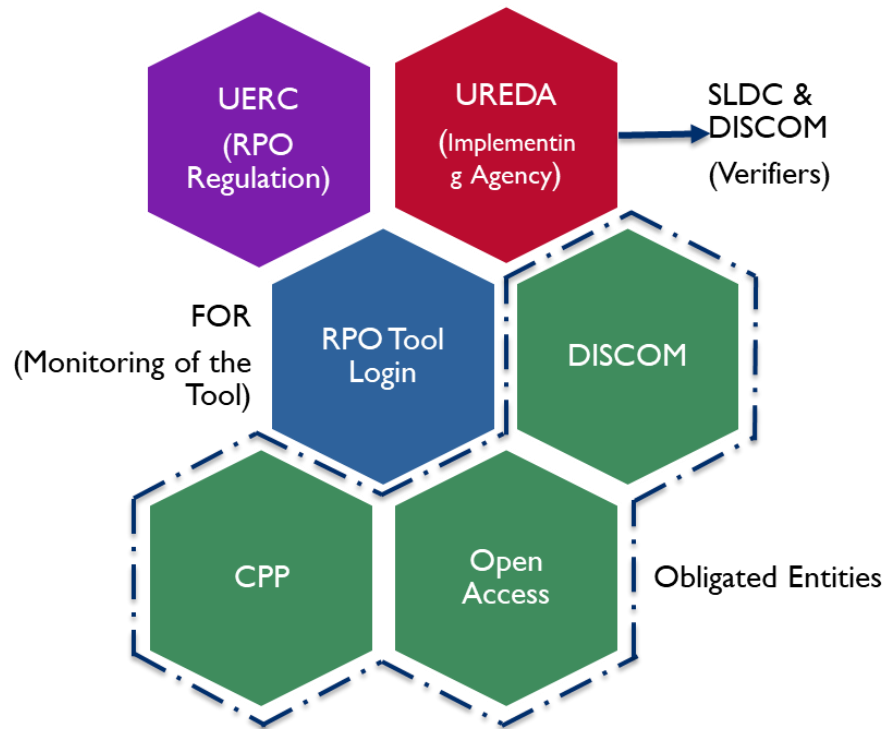 UERC
(RPO
Regulation)
UREDA
(Implementin
g Agency)
SLDC &
DISCOM
(Verifiers)
FOR
(Monitoring of the
Tool)
RPO Tool
Login
DISCOM
CPP
Open
Access
Obligated Entities